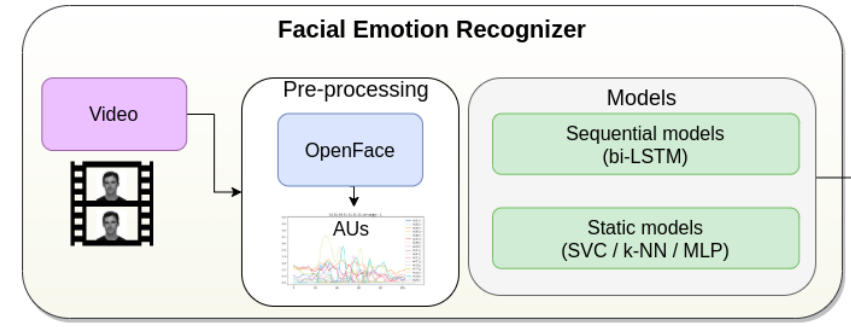 Facial Emotion Recognizer
Video
Pre-processing
OpenFace
AUs
Models
Sequential models
(bi-LSTM)
Static models
(SVC / k-NN / MLP)